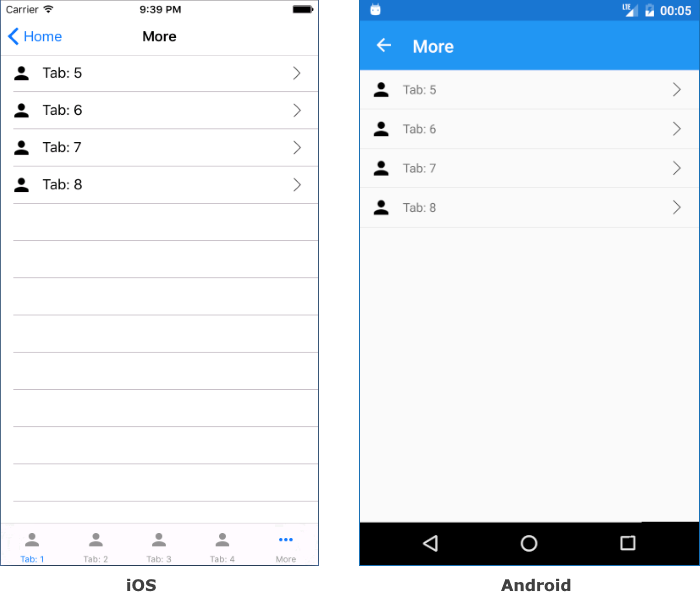 Carrier 9:39 PM
Home More
Tab: 5
Tab: 6
Tab: 7
Tab: 8
Tab: 1 Tab: 2 Tab: 3 Tab: 4 More
iOS
LTE 00:05
More
Tab: 5
Tab: 6
Tab: 7
Tab: 8
Android